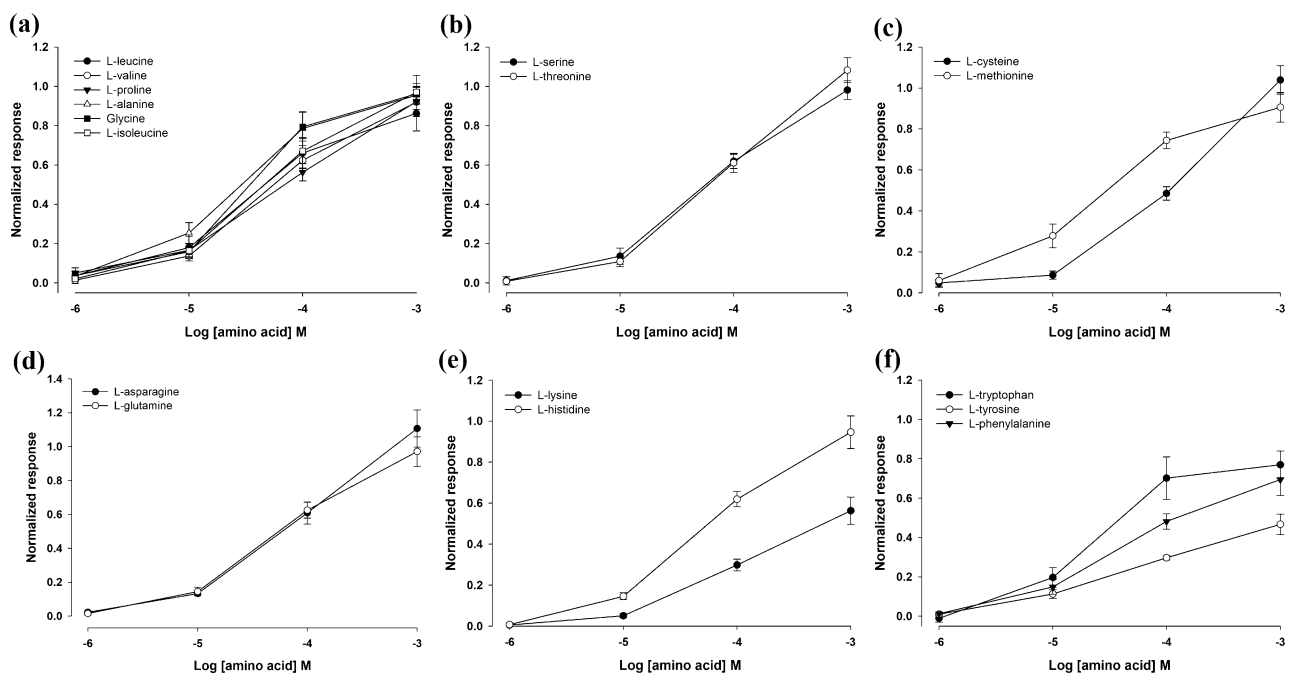 (a)
L-leucine
L-valine
L-proline
L-alanine
Glycine
L-isoleucine
Normalized response
1.2
1.0
0.8
0.6
0.4
0.2
0.0
-6 -5 -4 -3
Log [amino acid] M
(b)
L-serine
L-threonine
Normalized response
1.2
1.0
0.8
0.6
0.4
0.2
0.0
-6 -5 -4 -3
Log [amino acid] M
(c)
L-cysteine
L-methionine
Normalized response
1.2
1.0
0.8
0.6
0.4
0.2
0.0
-6 -5 -4 -3
Log [amino acid] M
(d)
L-asparagine
L-glutamine
Normalized response
1.4
1.2
1.0
0.8
0.6
0.4
0.2
0.0
-6 -5 -4 -3
Log [amino acid] M
(e)
L-lysine
L-histidine
Normalized response
1.2
1.0
0.8
0.6
0.4
0.2
0.0
-6 -5 -4 -3
Log [amino acid] M
(f)
L-tryptophan
L-tyrosine
L-phenylalanine
Normalized response
1.2
1.0
0.8
0.6
0.4
0.2
0.0
-6 -5 -4 -3
Log [amino acid] M